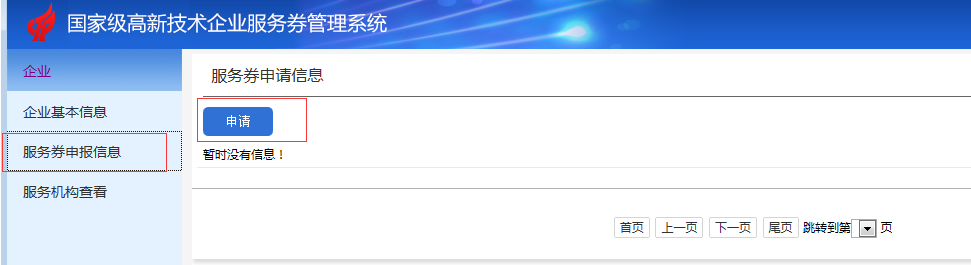 国家级高新技术企业服务券管理系统
企业
企业基本信息
服务券申报信息
服务机构查看
服务券申请信息
申请
暂时没有信息！
首页 上一页 下一页 尾页 跳转到第 页